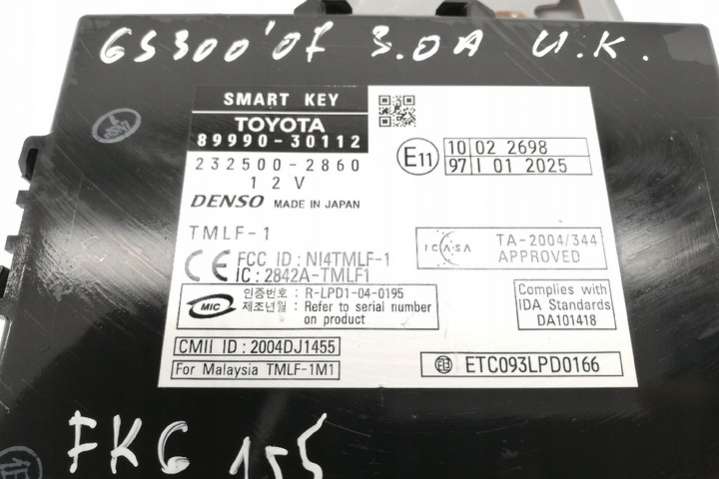 GS300'07 3.0A U.K.
SMART KEY
TOYOTA
89990-30112
232500-2860
12V
DENSO MADE IN JAPAN
TMLF-1
CE FCC ID : NI4TMLF-1
IC : 2842A-TMLF1
MIC 인증번호 : R-LPD1-04-0195
제조년월 : Refer to serial number
on product
CMII ID : 2004DJ1455
For Malaysia TMLF-1M1
E11 10 02 2698
97 I 01 2025
ICASA TA-2004/344
APPROVED
Complies with
IDA Standards
DA101418
ETC093LPD0166
FKG 155